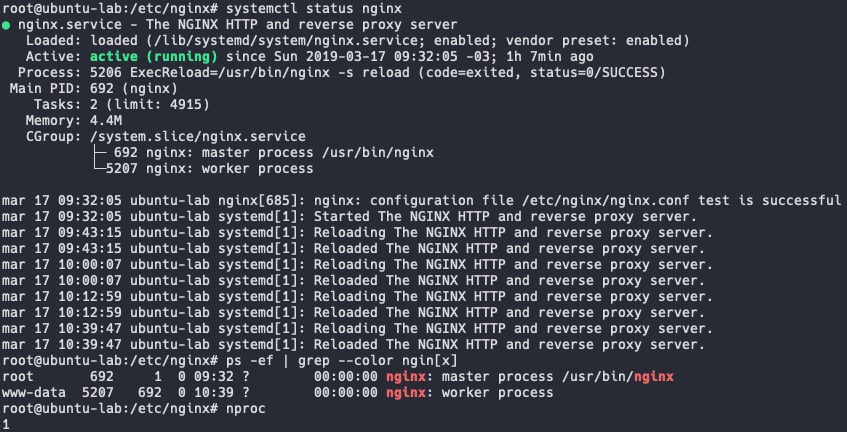 root@ubuntu-lab:/etc/nginx# systemctl status nginx
● nginx.service - The NGINX HTTP and reverse proxy server
   Loaded: loaded (/lib/systemd/system/nginx.service; enabled; vendor preset: enabled)
   Active: active (running) since Sun 2019-03-17 09:32:05 -03; 1h 7min ago
  Process: 5206 ExecReload=/usr/bin/nginx -s reload (code=exited, status=0/SUCCESS)
 Main PID: 692 (nginx)
    Tasks: 2 (limit: 4915)
   Memory: 4.4M
   CGroup: /system.slice/nginx.service
           ├─ 692 nginx: master process /usr/bin/nginx
           └─5207 nginx: worker process
mar 17 09:32:05 ubuntu-lab nginx[685]: nginx: configuration file /etc/nginx/nginx.conf test is successful
mar 17 09:32:05 ubuntu-lab systemd[1]: Started The NGINX HTTP and reverse proxy server.
mar 17 09:43:15 ubuntu-lab systemd[1]: Reloading The NGINX HTTP and reverse proxy server.
mar 17 09:43:15 ubuntu-lab systemd[1]: Reloaded The NGINX HTTP and reverse proxy server.
mar 17 10:00:07 ubuntu-lab systemd[1]: Reloading The NGINX HTTP and reverse proxy server.
mar 17 10:00:07 ubuntu-lab systemd[1]: Reloaded The NGINX HTTP and reverse proxy server.
mar 17 10:12:59 ubuntu-lab systemd[1]: Reloading The NGINX HTTP and reverse proxy server.
mar 17 10:12:59 ubuntu-lab systemd[1]: Reloaded The NGINX HTTP and reverse proxy server.
mar 17 10:39:47 ubuntu-lab systemd[1]: Reloading The NGINX HTTP and reverse proxy server.
mar 17 10:39:47 ubuntu-lab systemd[1]: Reloaded The NGINX HTTP and reverse proxy server.
root@ubuntu-lab:/etc/nginx# ps -ef | grep --color ngin[x]
root       692     1  0 09:32 ?        00:00:00 nginx: master process /usr/bin/nginx
www-data  5207   692  0 10:39 ?        00:00:00 nginx: worker process
root@ubuntu-lab:/etc/nginx# nproc
1